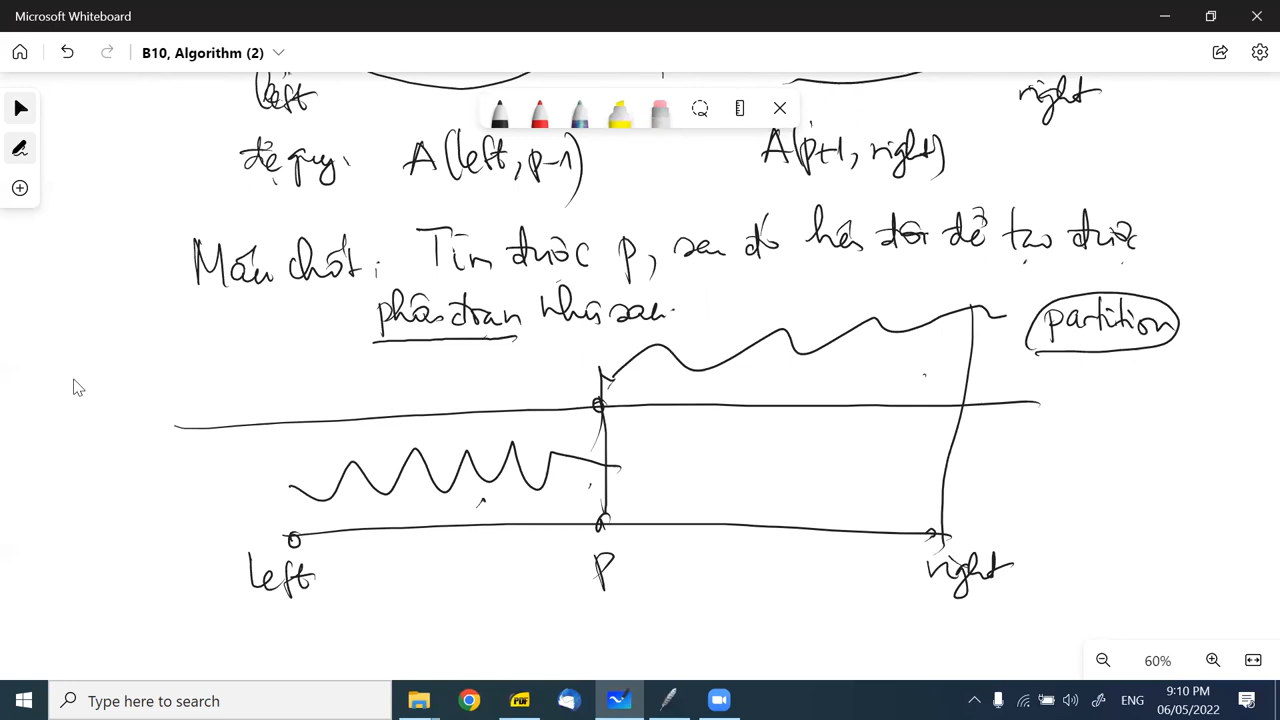 Microsoft Whiteboard
B10, Algorithm (2)
left right
đệ quy: A(left, p-1) A(p+1, right)
Mấu chốt: Tìm được p, sau đó hoán đổi để tạo được
phân đoạn như sau:
partition
left p right
60%
Type here to search
PDF
ENG
9:10 PM
06/05/2022